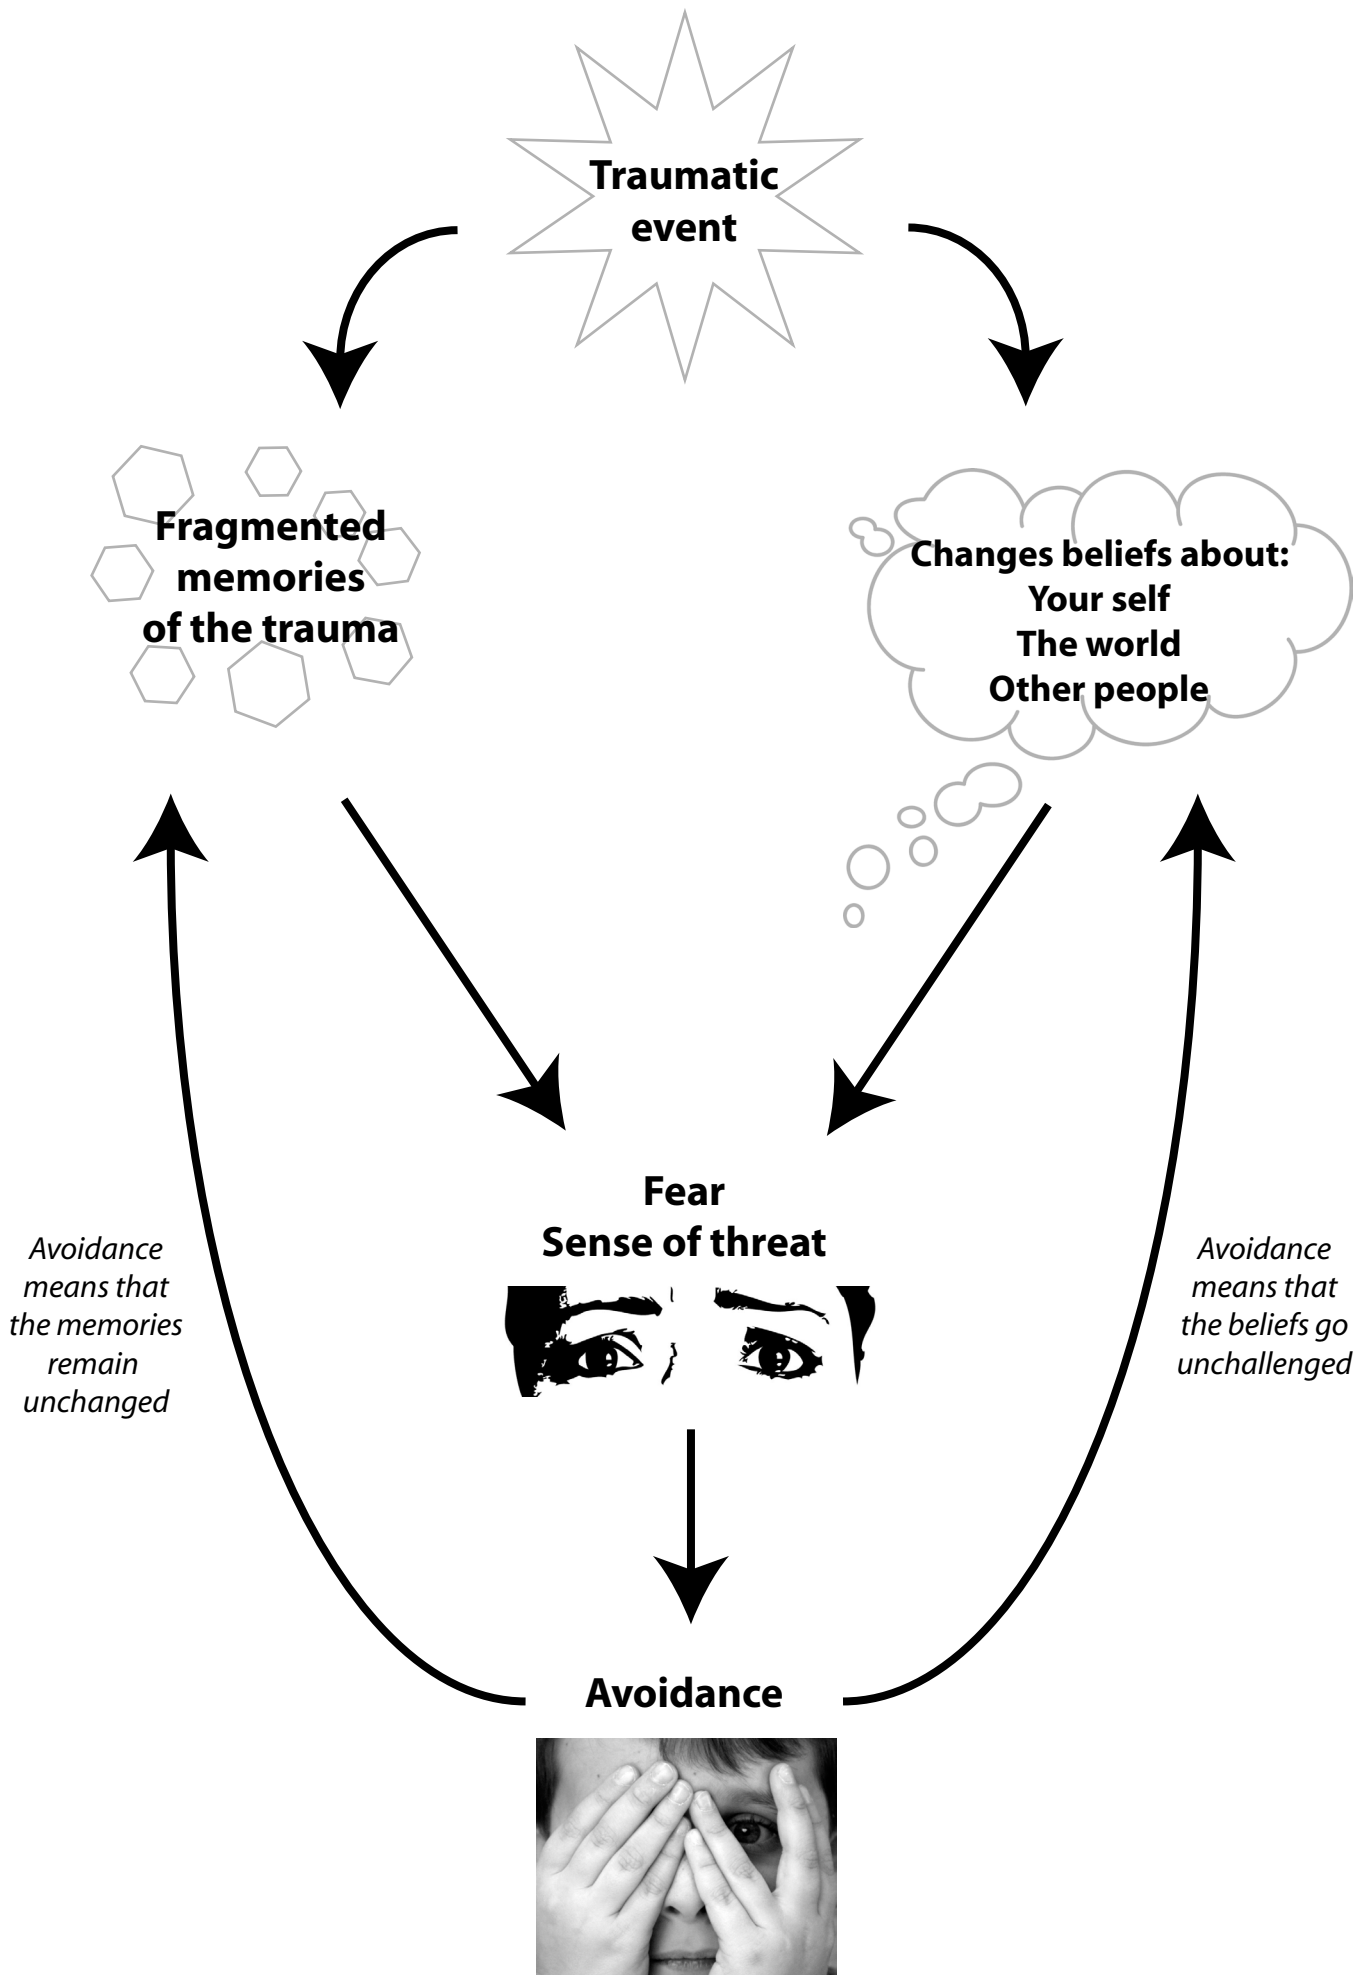 Traumatic
event
Fragmented
memories
of the trauma
Changes beliefs about:
Your self
The world
Other people
Fear
Sense of threat
Avoidance
means that
the memories
remain
unchanged
Avoidance
means that
the beliefs go
unchallenged
Avoidance